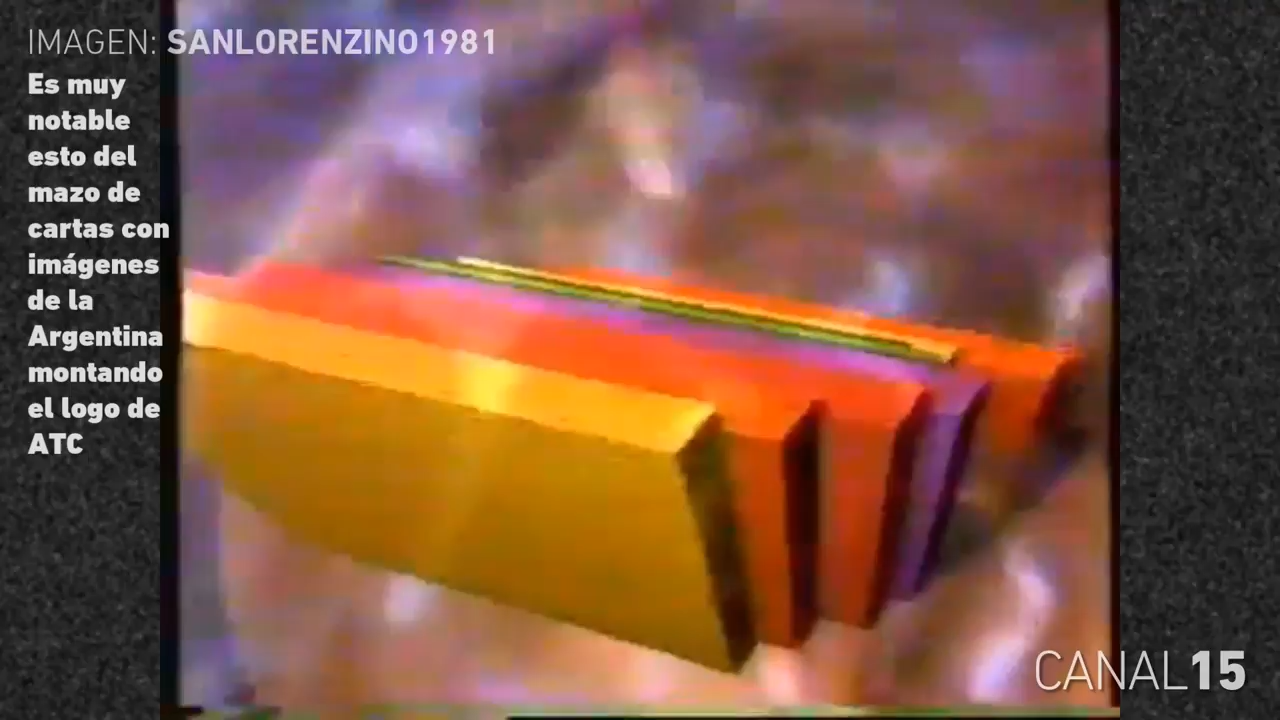 IMAGEN: SANLORENZINO1981
Es muy
notable
esto del
mazo de
cartas con
imágenes
de la
Argentina
montando
el logo de
ATC
CANAL15